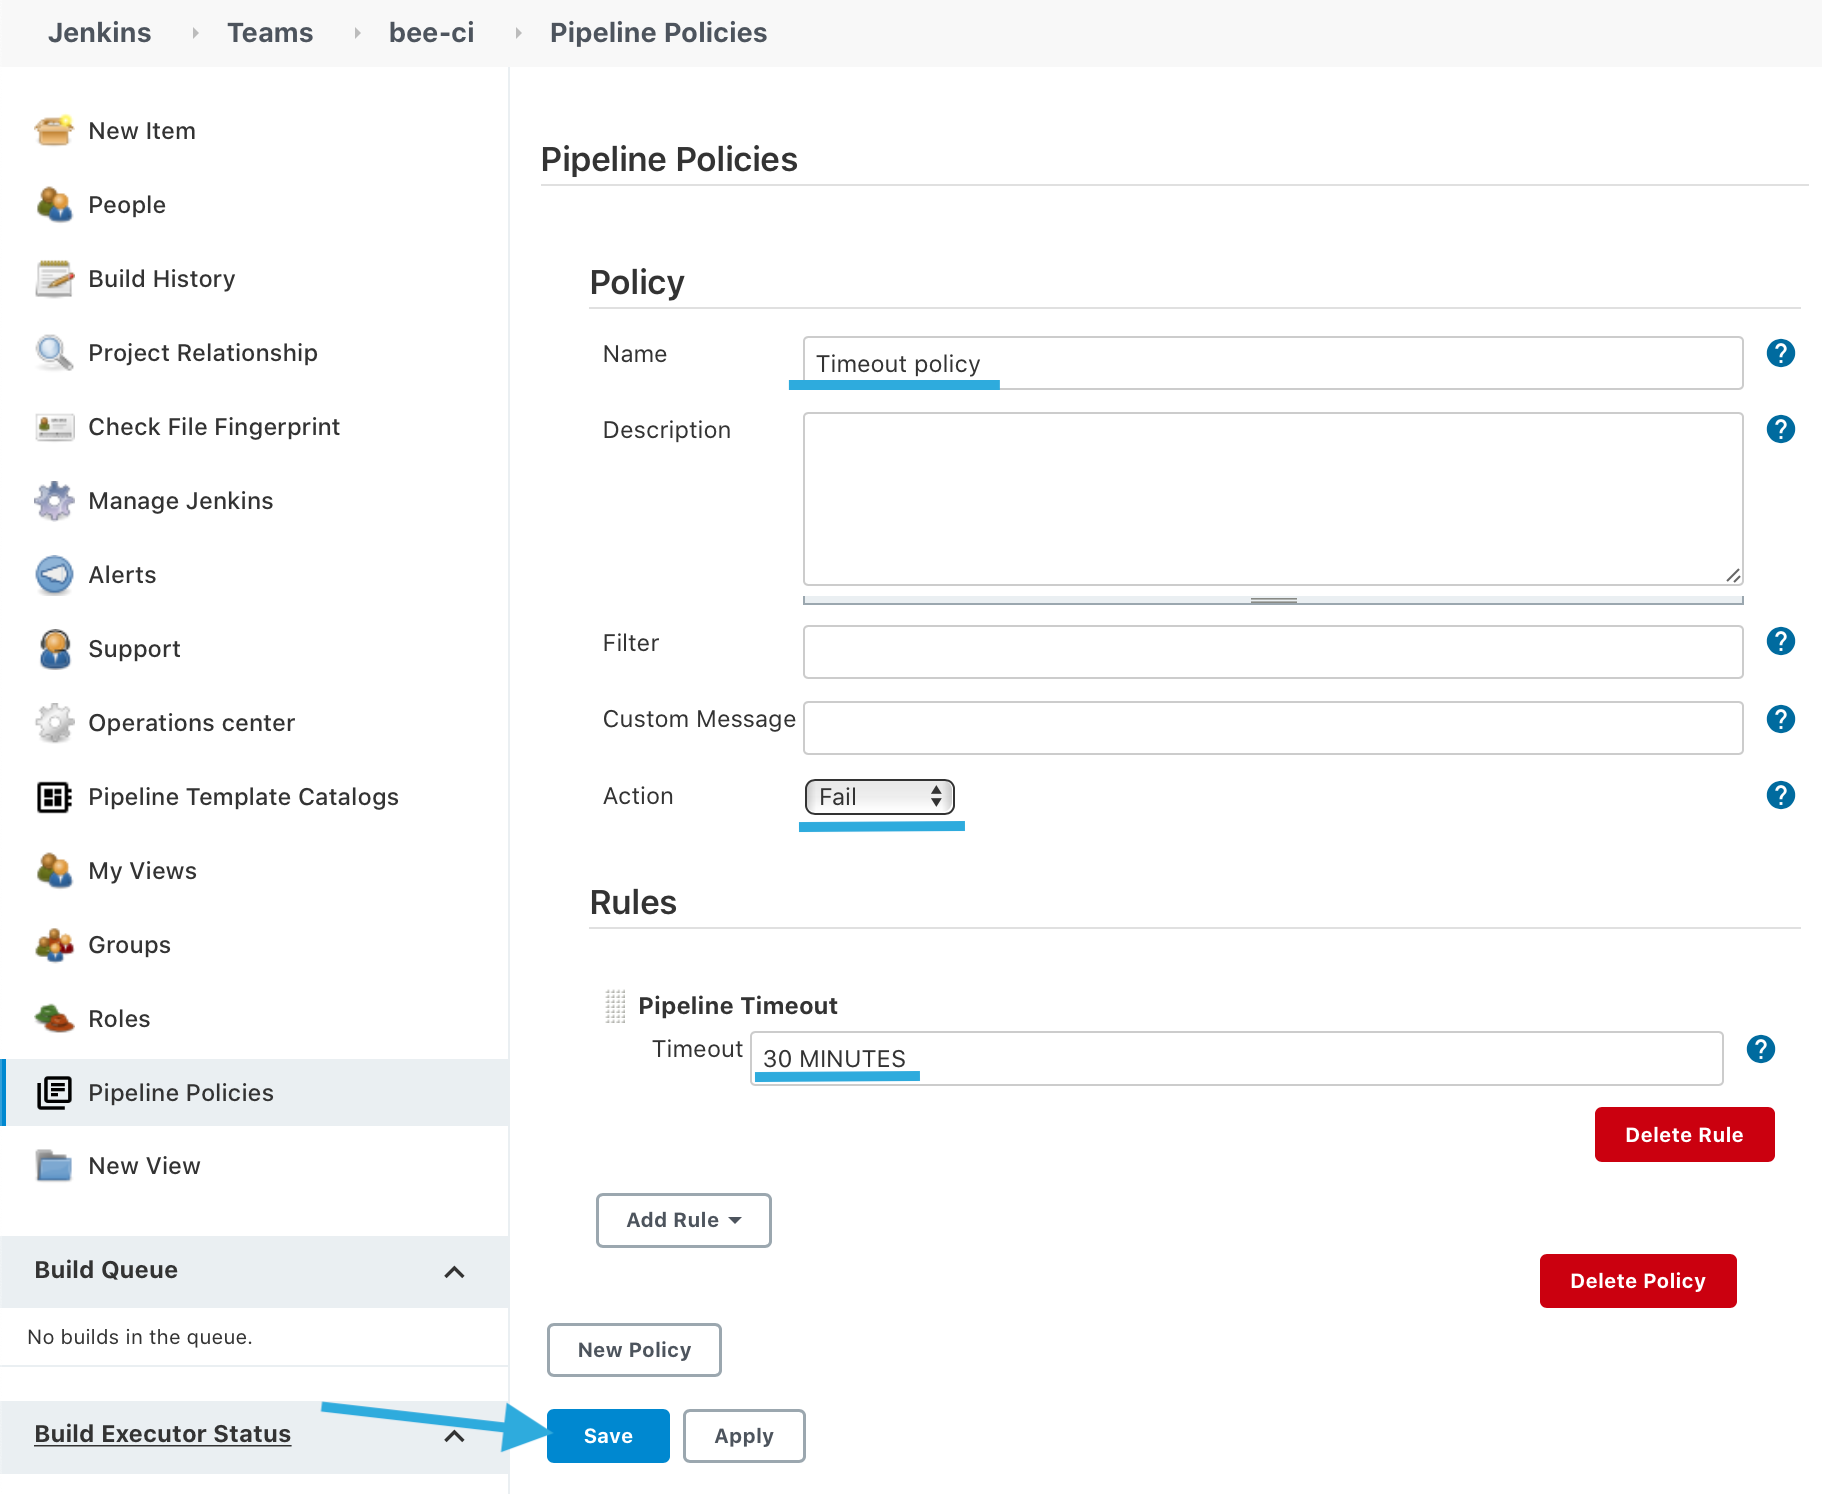 Jenkins
Teams
bee-ci
Pipeline Policies
New Item
People
Build History
Project Relationship
Check File Fingerprint
Manage Jenkins
Alerts
Support
Operations center
Pipeline Template Catalogs
My Views
Groups
Roles
Pipeline Policies
New View
Build Queue
No builds in the queue.
Build Executor Status
Pipeline Policies
Policy
Name
Timeout policy
?
Description
?
Filter
?
Custom Message
?
Action
Fail
?
Rules
Pipeline Timeout
Timeout
30 MINUTES
?
Delete Rule
Add Rule
Delete Policy
New Policy
Save
Apply